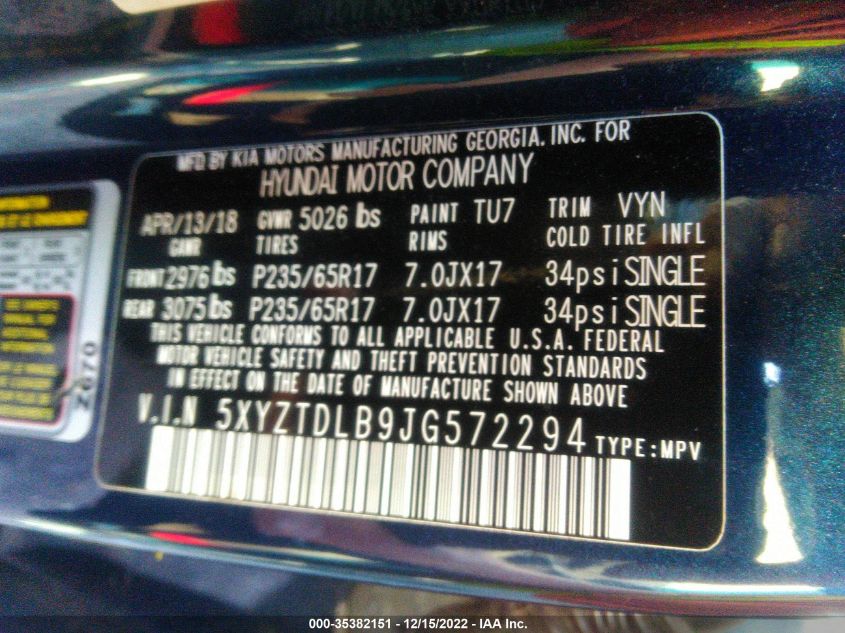 MFD BY KIA MOTORS MANUFACTURING GEORGIA. INC. FOR
HYUNDAI MOTOR COMPANY
APR/13/18 GVWR 5026 lbs PAINT TU7 TRIM VYN
GAWR TIRES RIMS COLD TIRE INFL
FRONT 2976 lbs P235/65R17 7.0JX17 34psi SINGLE
REAR 3075 lbs P235/65R17 7.0JX17 34psi SINGLE
THIS VEHICLE CONFORMS TO ALL APPLICABLE U.S.A. FEDERAL
MOTOR VEHICLE SAFETY AND THEFT PREVENTION STANDARDS
IN EFFECT ON THE DATE OF MANUFACTURE SHOWN ABOVE
V.I.N 5XYZTDLB9JG572294 TYPE:MPV
Z670
000-35382151 - 12/15/2022 - IAA Inc.